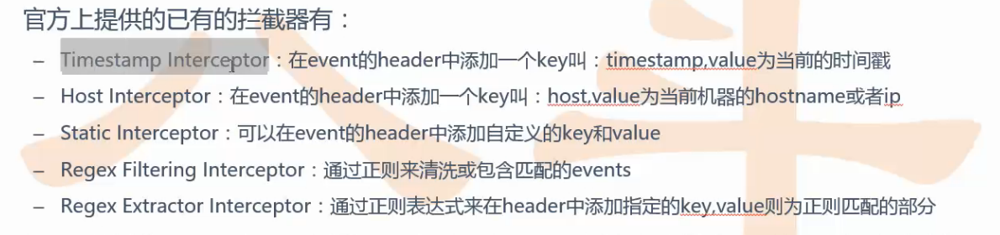 官方上提供的已有的拦截器有：
– Timestamp Interceptor：在event的header中添加一个key叫：timestamp,value为当前的时间戳
– Host Interceptor：在event的header中添加一个key叫：host,value为当前机器的hostname或者ip
– Static Interceptor：可以在event的header中添加自定义的key和value
– Regex Filtering Interceptor：通过正则来清洗或包含匹配的events
– Regex Extractor Interceptor：通过正则表达式来在header中添加指定的key,value则为正则匹配的部分
八斗